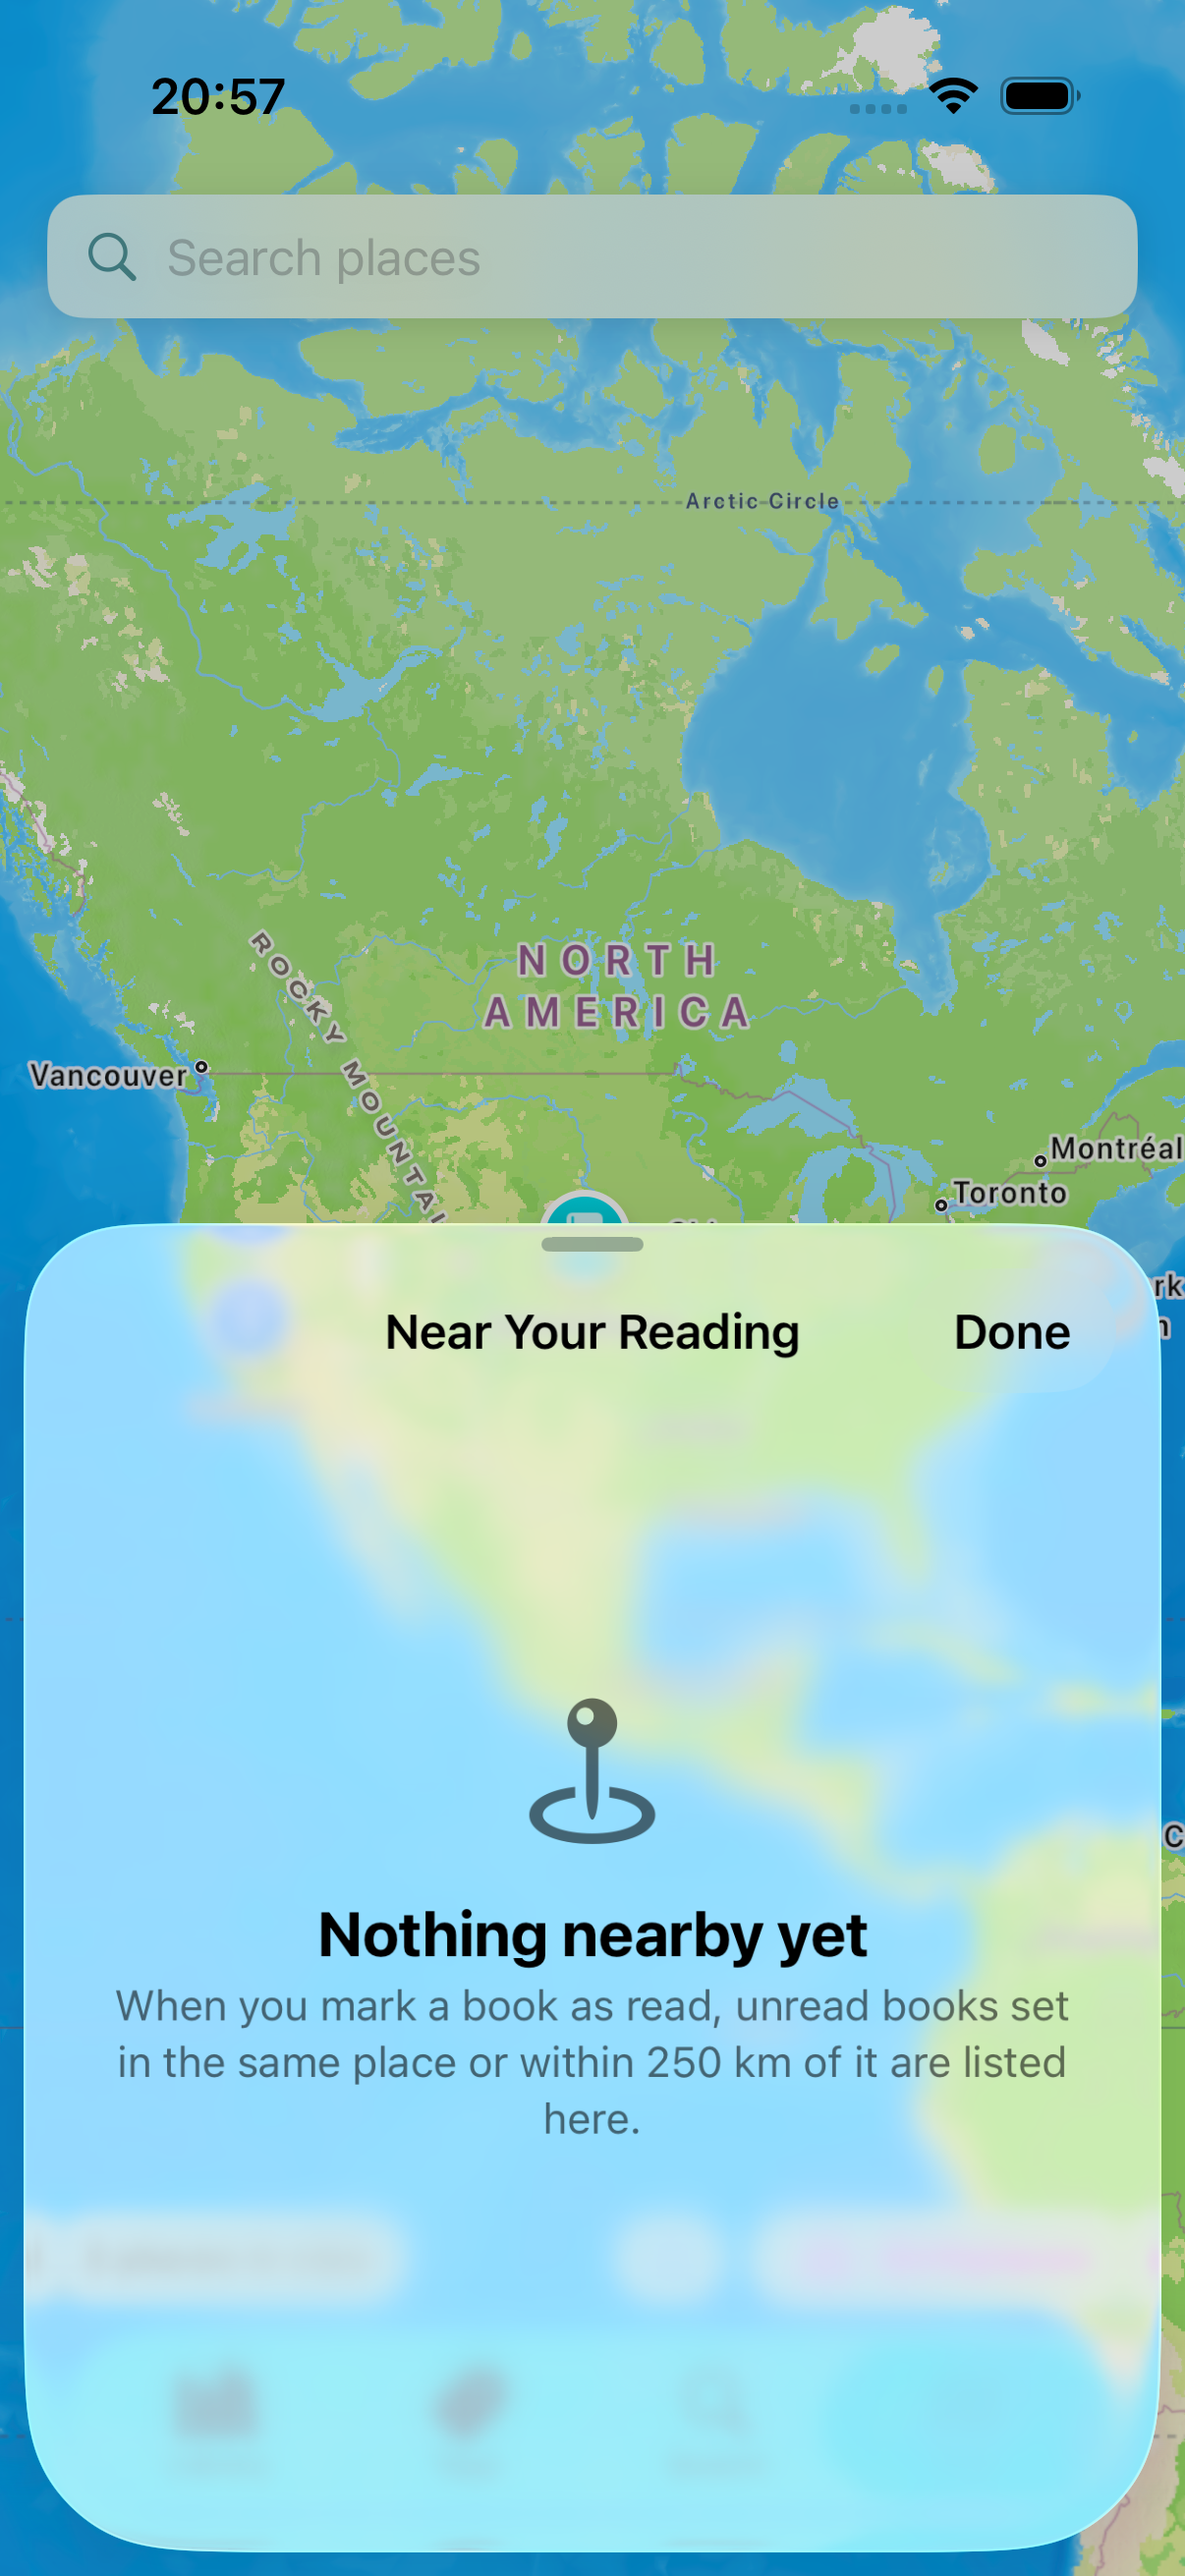 20:57
Search places
Arctic Circle
NORTH
AMERICA
ROCKY MOUNTAI
Vancouver
Montréal
Toronto
rk
n
Near Your Reading
Done
C
Nothing nearby yet
When you mark a book as read, unread books set
in the same place or within 250 km of it are listed
here.